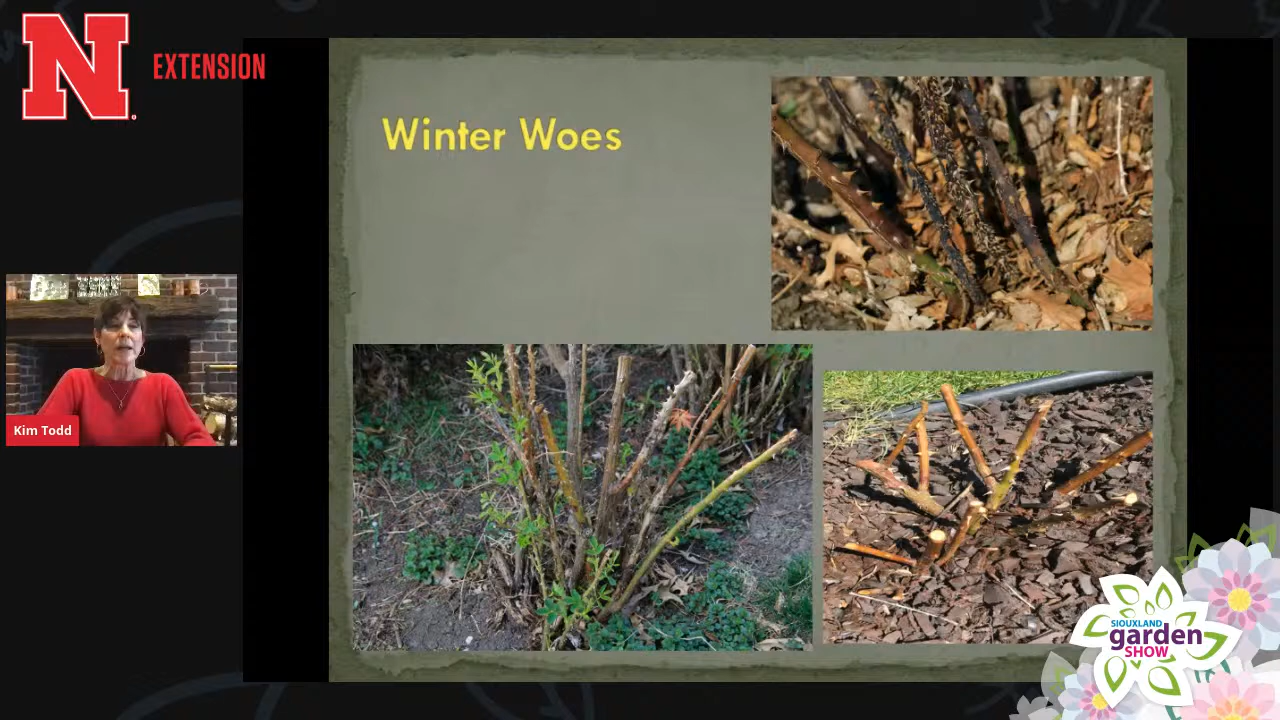 N
EXTENSION
Winter Woes
Kim Todd
SIOUXLAND
garden
SHOW